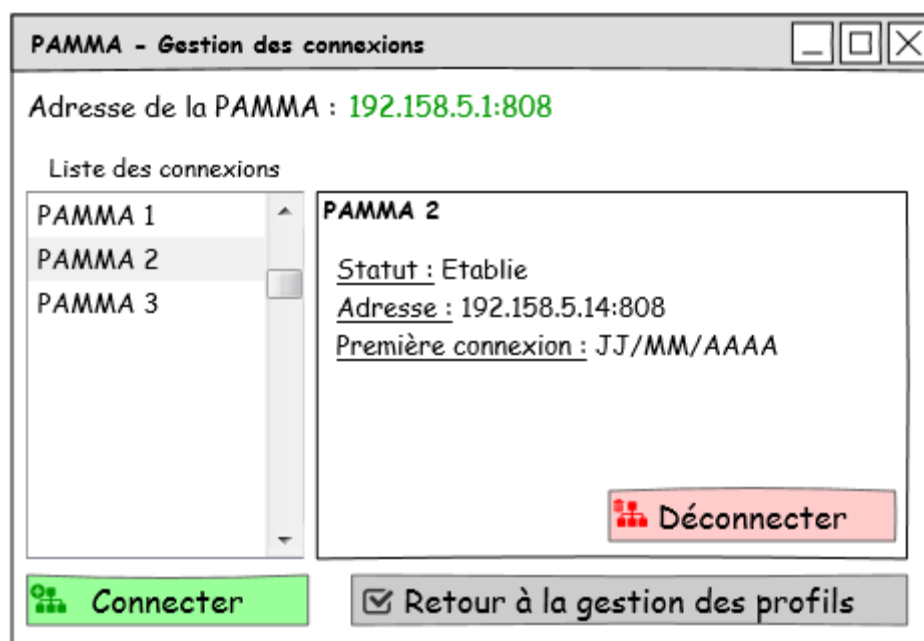 PAMMA - Gestion des connexions
Adresse de la PAMMA : 192.158.5.1:808
Liste des connexions
PAMMA 1
PAMMA 2
PAMMA 3
PAMMA 2
Statut : Etablie
Adresse : 192.158.5.14:808
Première connexion : JJ/MM/AAAA
Déconnecter
Connecter
Retour à la gestion des profils